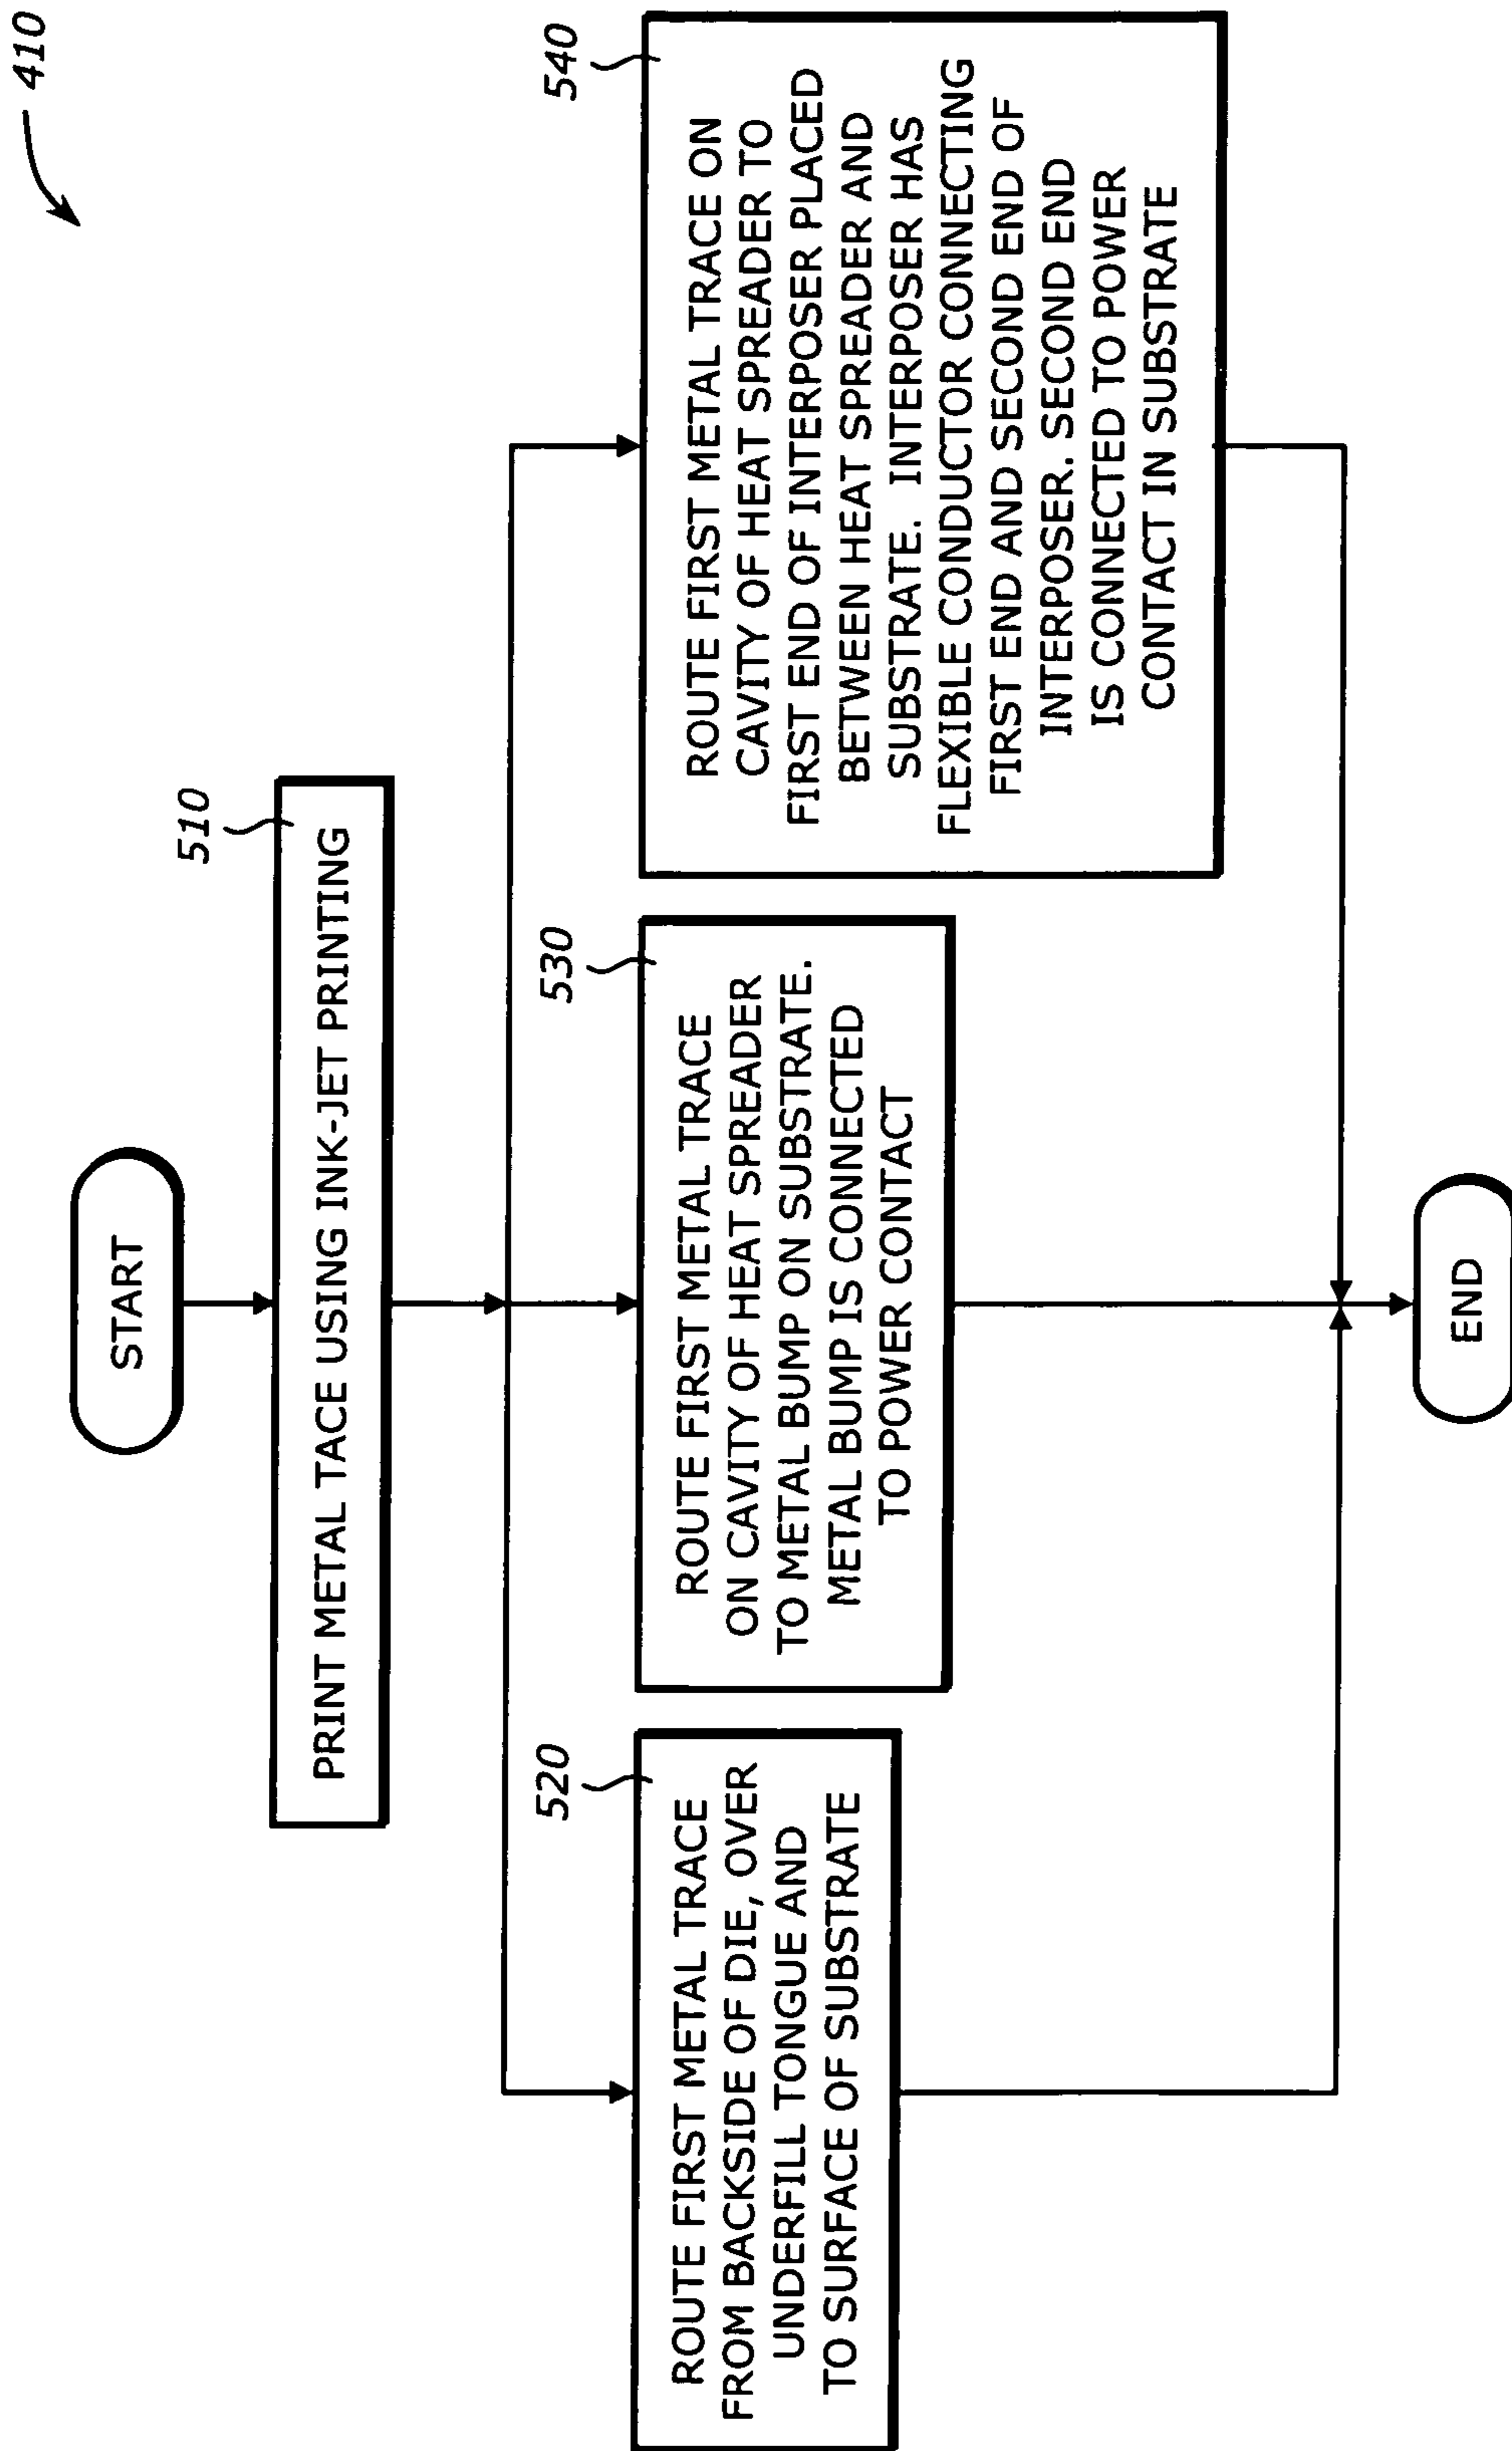 410
START
510
PRINT METAL TACE USING INK-JET PRINTING
520
ROUTE FIRST METAL TRACE
FROM BACKSIDE OF DIE, OVER
UNDERFILL TONGUE AND
TO SURFACE OF SUBSTRATE
530
ROUTE FIRST METAL TRACE
ON CAVITY OF HEAT SPREADER
TO METAL BUMP ON SUBSTRATE.
METAL BUMP IS CONNECTED
TO POWER CONTACT
540
ROUTE FIRST METAL TRACE ON
CAVITY OF HEAT SPREADER TO
FIRST END OF INTERPOSER PLACED
BETWEEN HEAT SPREADER AND
SUBSTRATE. INTERPOSER HAS
FLEXIBLE CONDUCTOR CONNECTING
FIRST END AND SECOND END OF
INTERPOSER. SECOND END
IS CONNECTED TO POWER
CONTACT IN SUBSTRATE
END